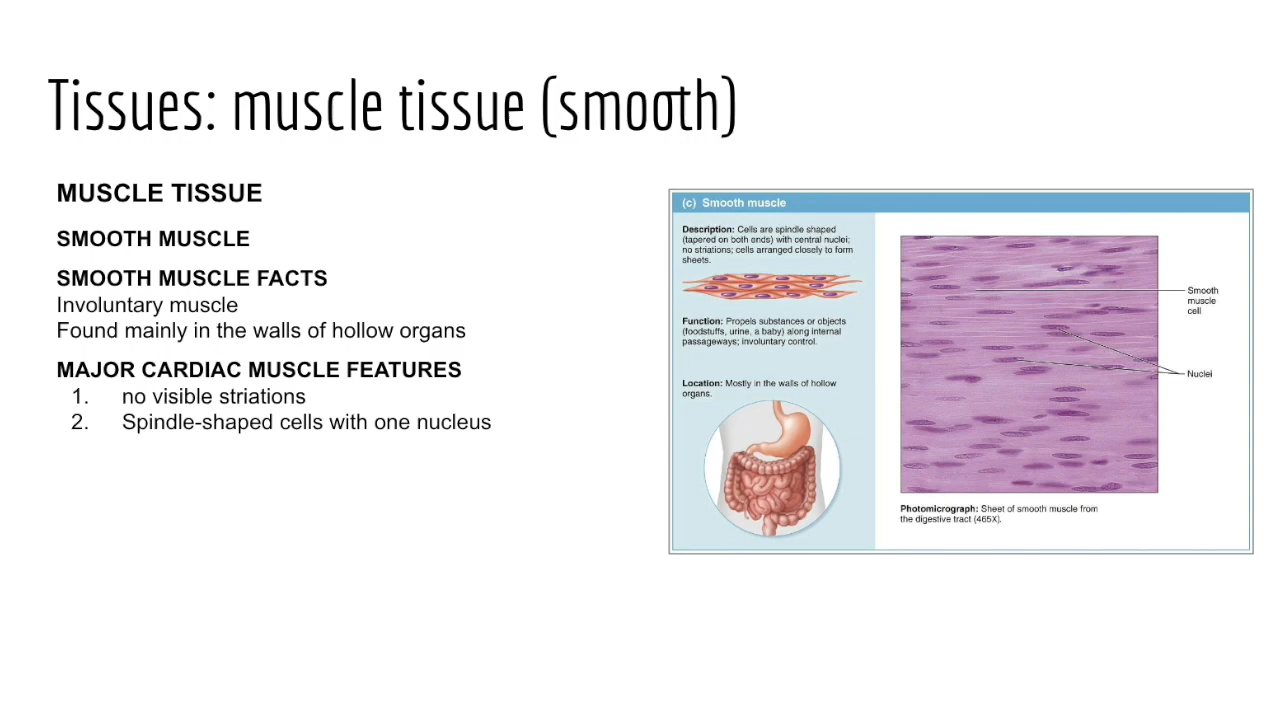 Tissues: muscle tissue (smooth)
MUSCLE TISSUE
SMOOTH MUSCLE
SMOOTH MUSCLE FACTS
Involuntary muscle
Found mainly in the walls of hollow organs
MAJOR CARDIAC MUSCLE FEATURES
1. no visible striations
2. Spindle-shaped cells with one nucleus
(c) Smooth muscle
Description: Cells are spindle shaped
(tapered on both ends) with central nuclei;
no striations; cells arranged closely to form
sheets.
Function: Propels substances or objects
(foodstuffs, urine, a baby) along internal
passageways; involuntary control.
Location: Mostly in the walls of hollow
organs.
Smooth
muscle
cell
Nuclei
Photomicrograph: Sheet of smooth muscle from
the digestive tract (465X).